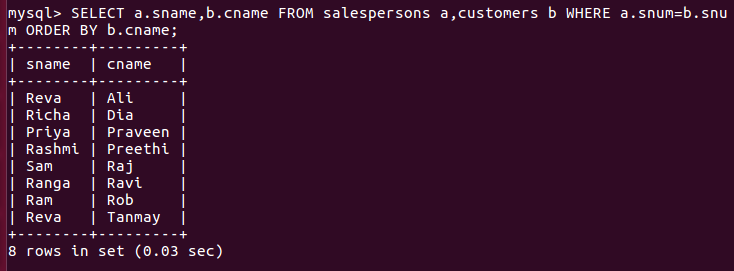 mysql> SELECT a.sname,b.cname FROM salespersons a,customers b WHERE a.snum=b.snu
m ORDER BY b.cname;
+--------+---------+
| sname  | cname   |
+--------+---------+
| Reva   | Ali     |
| Richa  | Dia     |
| Priya  | Praveen |
| Rashmi | Preethi |
| Sam    | Raj     |
| Ranga  | Ravi    |
| Ram    | Rob     |
| Reva   | Tanmay  |
+--------+---------+
8 rows in set (0.03 sec)